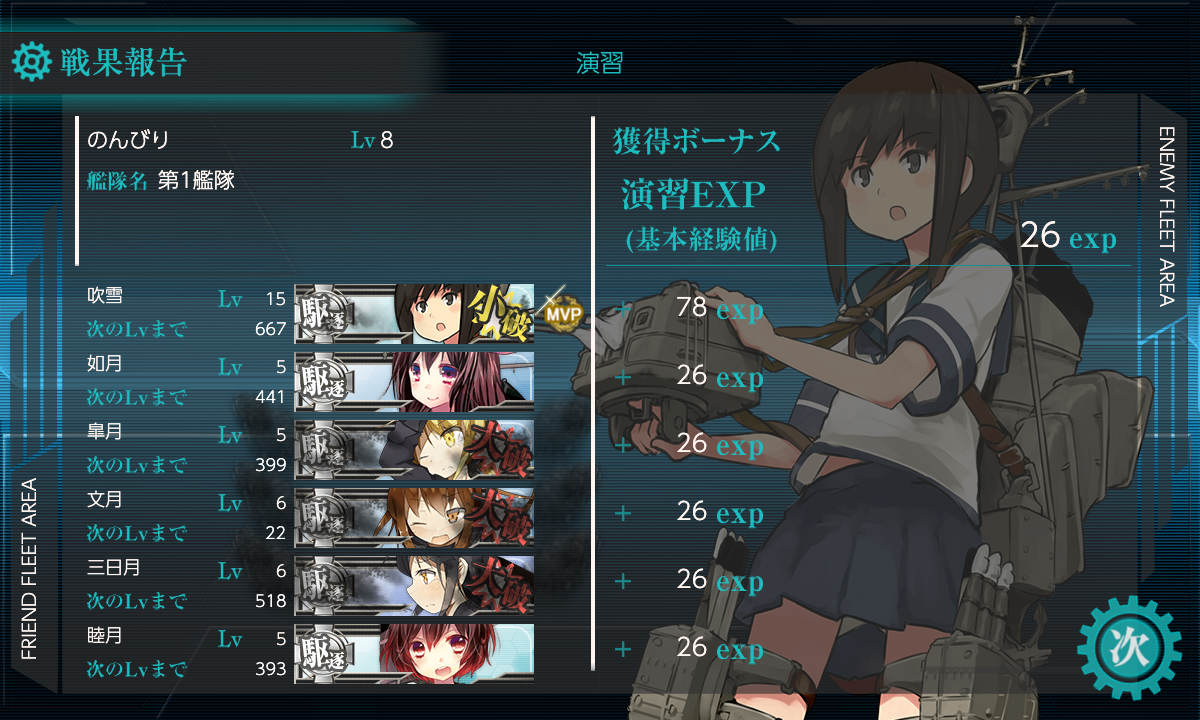 戦果報告
演習
のんびり Lv 8
艦隊名 第1艦隊
獲得ボーナス
演習EXP
(基本経験値)
26 exp
吹雪 Lv 15
次のLvまで 667
駆逐
小破
MVP
+ 78 exp
如月 Lv 5
次のLvまで 441
駆逐
+ 26 exp
皐月 Lv 5
次のLvまで 399
駆逐
大破
+ 26 exp
文月 Lv 6
次のLvまで 22
駆逐
大破
+ 26 exp
三日月 Lv 6
次のLvまで 518
駆逐
大破
+ 26 exp
睦月 Lv 5
次のLvまで 393
駆逐
+ 26 exp
次
FRIEND FLEET AREA
ENEMY FLEET AREA